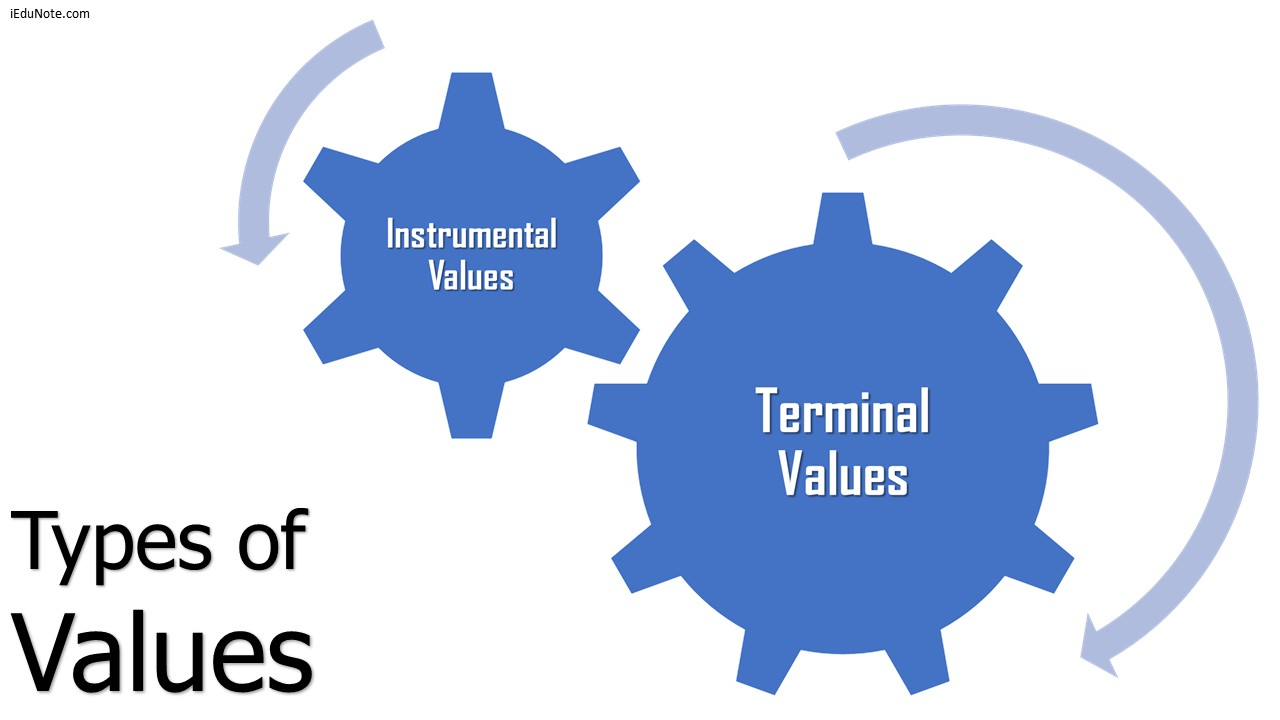 iEduNote.com
Instrumental
Values
Terminal
Values
Types of
Values